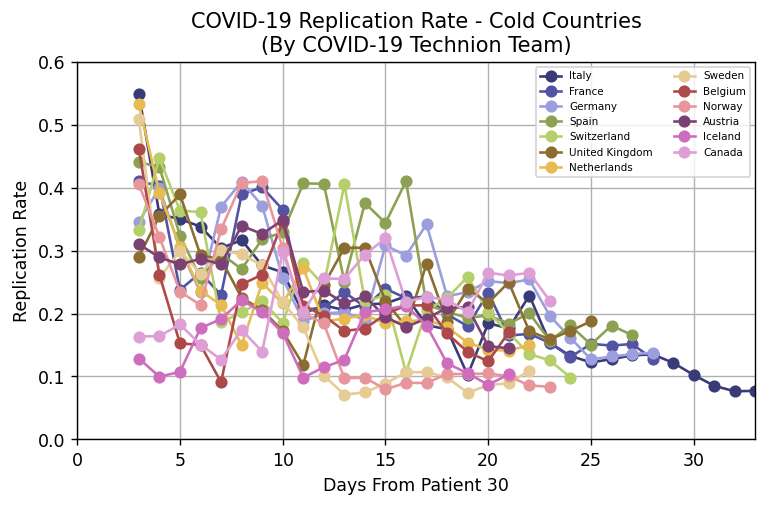 COVID-19 Replication Rate - Cold Countries
(By COVID-19 Technion Team)
0.6
0.5
0.4
0.3
0.2
0.1
0.0
Replication Rate
Italy
France
Germany
Spain
Switzerland
United Kingdom
Netherlands
Sweden
Belgium
Norway
Austria
Iceland
Canada
0 5 10 15 20 25 30
Days From Patient 30